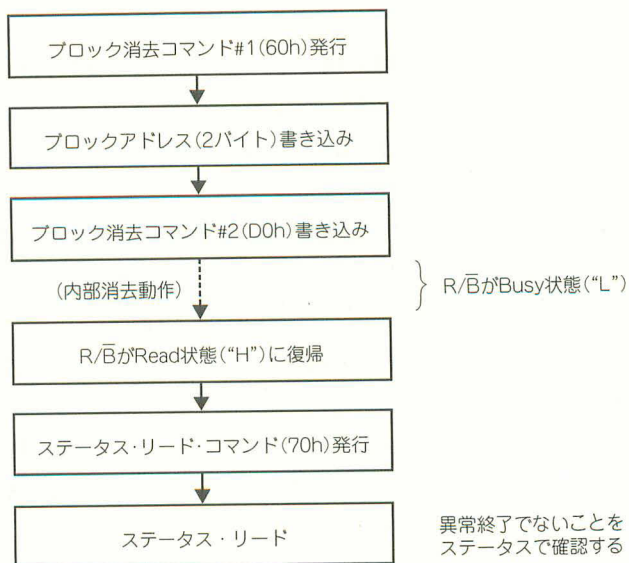 ブロック消去コマンド#1(60h)発行
ブロックアドレス(2バイト)書き込み
ブロック消去コマンド#2(D0h)書き込み
(内部消去動作)
R/B̅がBusy状態("L")
R/B̅がRead状態("H")に復帰
ステータス・リード・コマンド(70h)発行
ステータス・リード
異常終了でないことを
ステータスで確認する